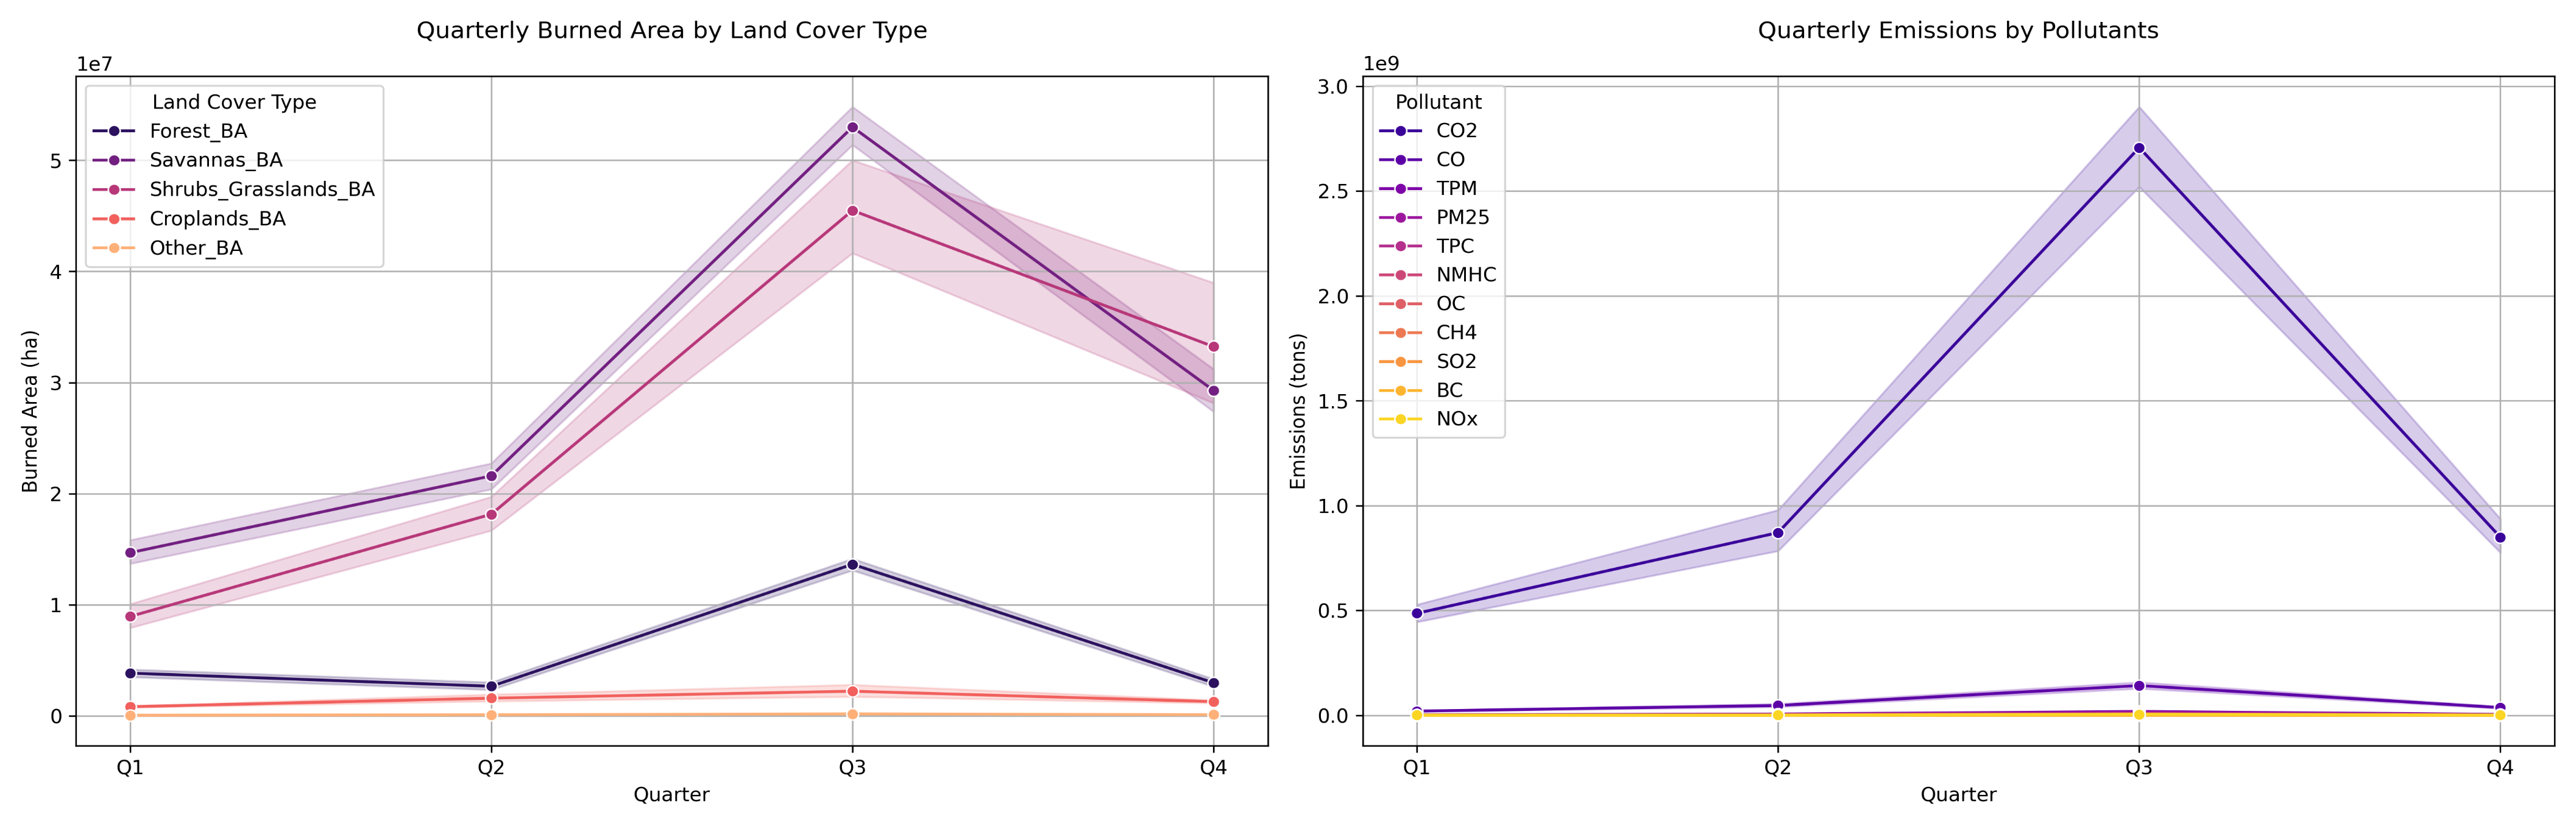 Quarterly Burned Area by Land Cover Type
1e7
Land Cover Type
Forest_BA
Savannas_BA
Shrubs_Grasslands_BA
Croplands_BA
Other_BA
5
4
3
2
1
0
Burned Area (ha)
Q1 Q2 Q3 Q4
Quarter
Quarterly Emissions by Pollutants
1e9
Pollutant
CO2
CO
TPM
PM25
TPC
NMHC
OC
CH4
SO2
BC
NOx
3.0
2.5
2.0
1.5
1.0
0.5
0.0
Emissions (tons)
Q1 Q2 Q3 Q4
Quarter